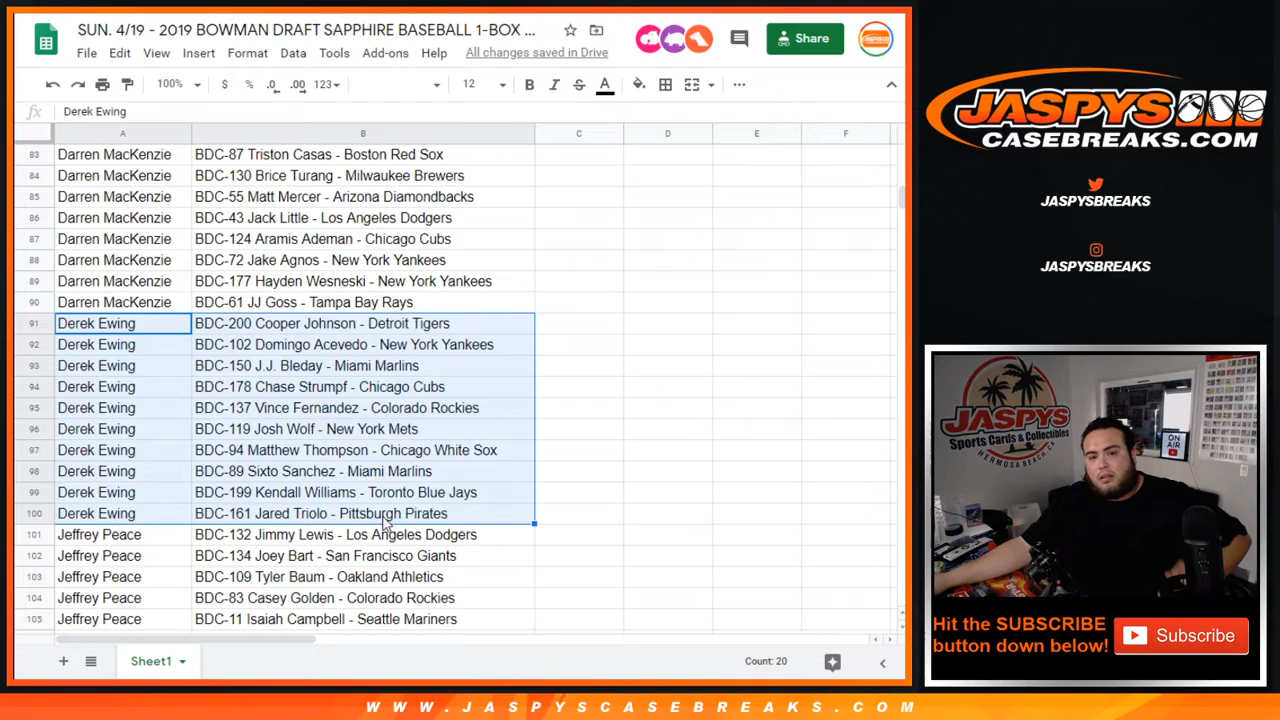 SUN. 4/19 - 2019 BOWMAN DRAFT SAPPHIRE BASEBALL 1-BOX ...
Share
File Edit View Insert Format Data Tools Add-ons Help All changes saved in Drive
100% $ % .0 .00 123 12 B I S A
fx Derek Ewing
A B C D E F
83 Darren MacKenzie BDC-87 Triston Casas - Boston Red Sox
84 Darren MacKenzie BDC-130 Brice Turang - Milwaukee Brewers
85 Darren MacKenzie BDC-55 Matt Mercer - Arizona Diamondbacks
86 Darren MacKenzie BDC-43 Jack Little - Los Angeles Dodgers
87 Darren MacKenzie BDC-124 Aramis Ademan - Chicago Cubs
88 Darren MacKenzie BDC-72 Jake Agnos - New York Yankees
89 Darren MacKenzie BDC-177 Hayden Wesneski - New York Yankees
90 Darren MacKenzie BDC-61 JJ Goss - Tampa Bay Rays
91 Derek Ewing BDC-200 Cooper Johnson - Detroit Tigers
92 Derek Ewing BDC-102 Domingo Acevedo - New York Yankees
93 Derek Ewing BDC-150 J.J. Bleday - Miami Marlins
94 Derek Ewing BDC-178 Chase Strumpf - Chicago Cubs
95 Derek Ewing BDC-137 Vince Fernandez - Colorado Rockies
96 Derek Ewing BDC-119 Josh Wolf - New York Mets
97 Derek Ewing BDC-94 Matthew Thompson - Chicago White Sox
98 Derek Ewing BDC-89 Sixto Sanchez - Miami Marlins
99 Derek Ewing BDC-199 Kendall Williams - Toronto Blue Jays
100 Derek Ewing BDC-161 Jared Triolo - Pittsburgh Pirates
101 Jeffrey Peace BDC-132 Jimmy Lewis - Los Angeles Dodgers
102 Jeffrey Peace BDC-134 Joey Bart - San Francisco Giants
103 Jeffrey Peace BDC-109 Tyler Baum - Oakland Athletics
104 Jeffrey Peace BDC-83 Casey Golden - Colorado Rockies
105 Jeffrey Peace BDC-11 Isaiah Campbell - Seattle Mariners
Sheet1
Count: 20
JASPYS
CASEBREAKS.COM
JASPYSBREAKS
JASPYSBREAKS
JASPYS
Sports Cards & Collectibles
HERMOSA BEACH, CA
ON
AIR
Hit the SUBSCRIBE
button down below!
Subscribe
WWW.JASPYSCASEBREAKS.COM